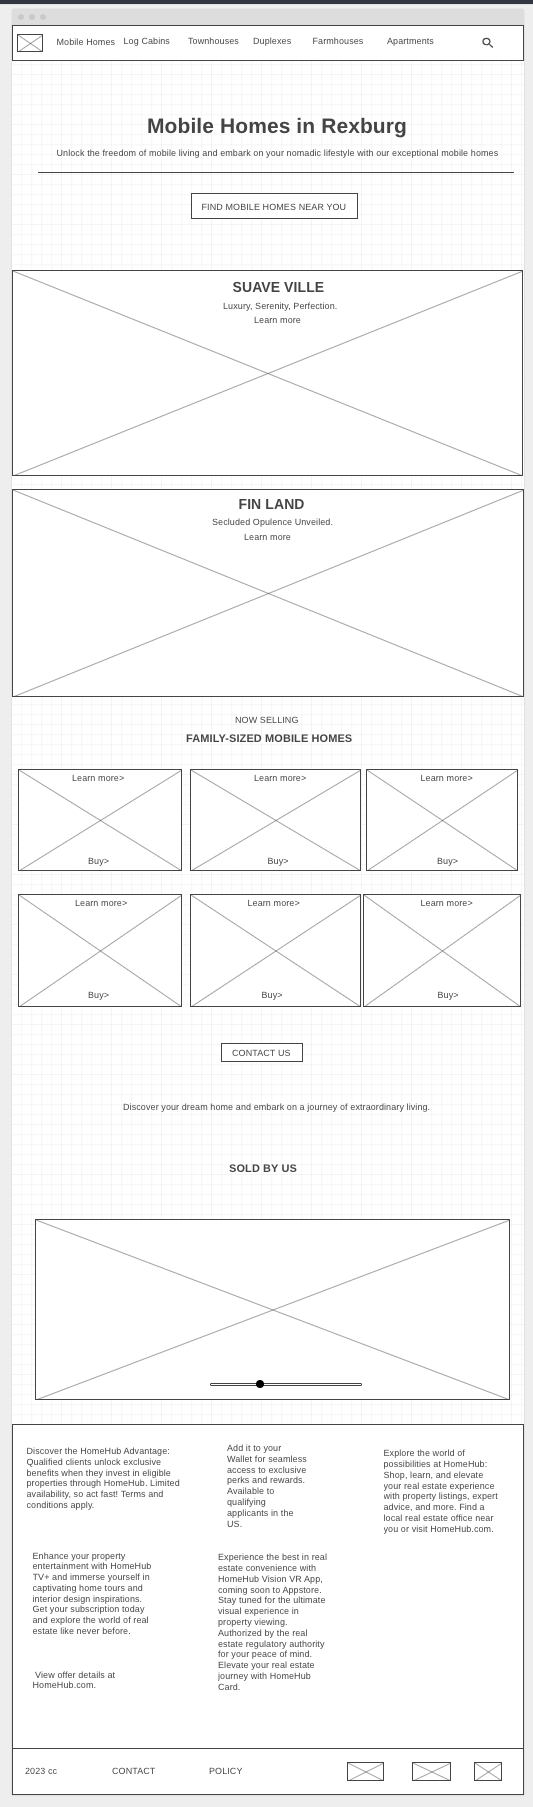 Mobile Homes Log Cabins Townhouses Duplexes Farmhouses Apartments
Mobile Homes in Rexburg
Unlock the freedom of mobile living and embark on your nomadic lifestyle with our exceptional mobile homes
FIND MOBILE HOMES NEAR YOU
SUAVE VILLE
Luxury, Serenity, Perfection.
Learn more
FIN LAND
Secluded Opulence Unveiled.
Learn more
NOW SELLING
FAMILY-SIZED MOBILE HOMES
Learn more> Learn more> Learn more>
Buy> Buy> Buy>
Learn more> Learn more> Learn more>
Buy> Buy> Buy>
CONTACT US
Discover your dream home and embark on a journey of extraordinary living.
SOLD BY US
Discover the HomeHub Advantage:
Qualified clients unlock exclusive
benefits when they invest in eligible
properties through HomeHub. Limited
availability, so act fast! Terms and
conditions apply.
Add it to your
Wallet for seamless
access to exclusive
perks and rewards.
Available to
qualifying
applicants in the
US.
Explore the world of
possibilities at HomeHub:
Shop, learn, and elevate
your real estate experience
with property listings, expert
advice, and more. Find a
local real estate office near
you or visit HomeHub.com.
Enhance your property
entertainment with HomeHub
TV+ and immerse yourself in
captivating home tours and
interior design inspirations.
Get your subscription today
and explore the world of real
estate like never before.
View offer details at
HomeHub.com.
Experience the best in real
estate convenience with
HomeHub Vision VR App,
coming soon to Appstore.
Stay tuned for the ultimate
visual experience in
property viewing.
Authorized by the real
estate regulatory authority
for your peace of mind.
Elevate your real estate
journey with HomeHub
Card.
2023 cc CONTACT POLICY